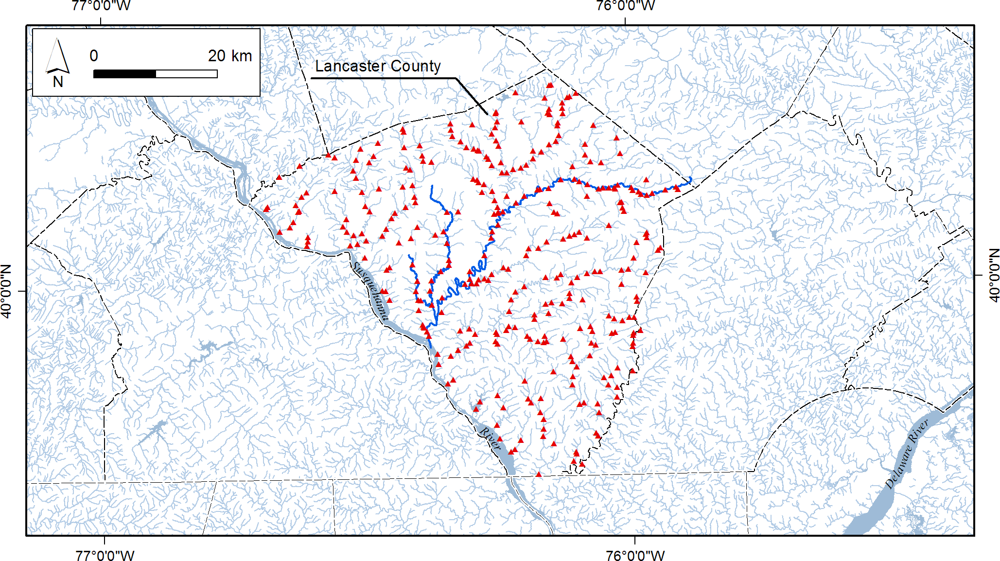 77°0'0"W
76°0'0"W
0
20 km
N
Lancaster County
40°0'0"N
40°0'0"N
Susquehanna
River
Delaware River
77°0'0"W
76°0'0"W